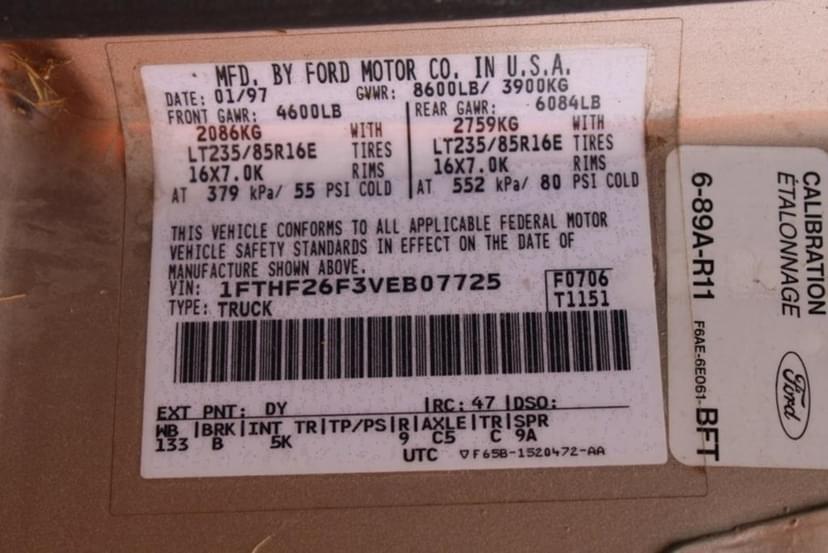 MFD. BY FORD MOTOR CO. IN U.S.A.
DATE: 01/97 GVWR: 8600LB/ 3900KG
FRONT GAWR: 4600LB REAR GAWR: 6084LB
2086KG WITH 2759KG WITH
LT235/85R16E TIRES LT235/85R16E TIRES
16X7.0K RIMS 16X7.0K RIMS
AT 379 kPa/ 55 PSI COLD AT 552 kPa/ 80 PSI COLD
THIS VEHICLE CONFORMS TO ALL APPLICABLE FEDERAL MOTOR
VEHICLE SAFETY STANDARDS IN EFFECT ON THE DATE OF
MANUFACTURE SHOWN ABOVE.
VIN: 1FTHF26F3VEB07725 F0706
TYPE: TRUCK T1151
EXT PNT: DY |RC: 47 |DSO:
WB |BRK|INT TR|TP/PS|R|AXLE|TR|SPR
133 B 5K 9 C5 C 9A
UTC ▽F65B-1520472-AA
CALIBRATION
ÉTALONNAGE
6-89A-R11
F6AE-6E061-BFT
Ford